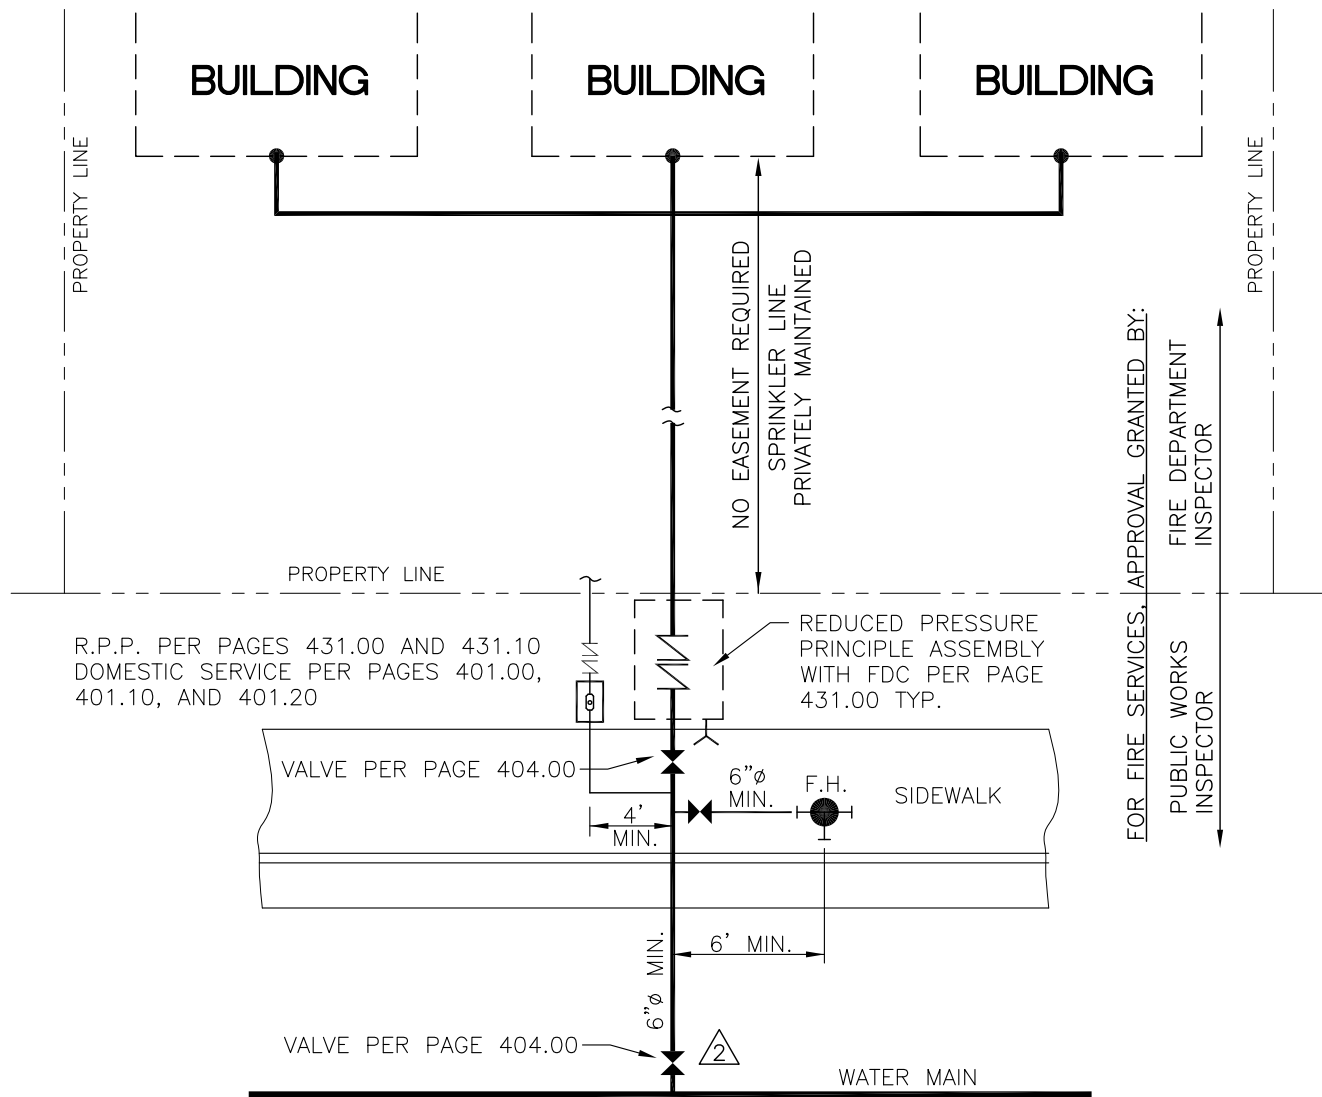 BUILDING
BUILDING
BUILDING
PROPERTY LINE
PROPERTY LINE
NO EASEMENT REQUIRED
SPRINKLER LINE
PRIVATELY MAINTAINED
FOR FIRE SERVICES, APPROVAL GRANTED BY:
FIRE DEPARTMENT
INSPECTOR
PUBLIC WORKS
INSPECTOR
PROPERTY LINE
R.P.P. PER PAGES 431.00 AND 431.10
DOMESTIC SERVICE PER PAGES 401.00,
401.10, AND 401.20
REDUCED PRESSURE
PRINCIPLE ASSEMBLY
WITH FDC PER PAGE
431.00 TYP.
VALVE PER PAGE 404.00
6"ø
MIN.
F.H.
SIDEWALK
4'
MIN.
6' MIN.
6"ø MIN.
VALVE PER PAGE 404.00
2
WATER MAIN